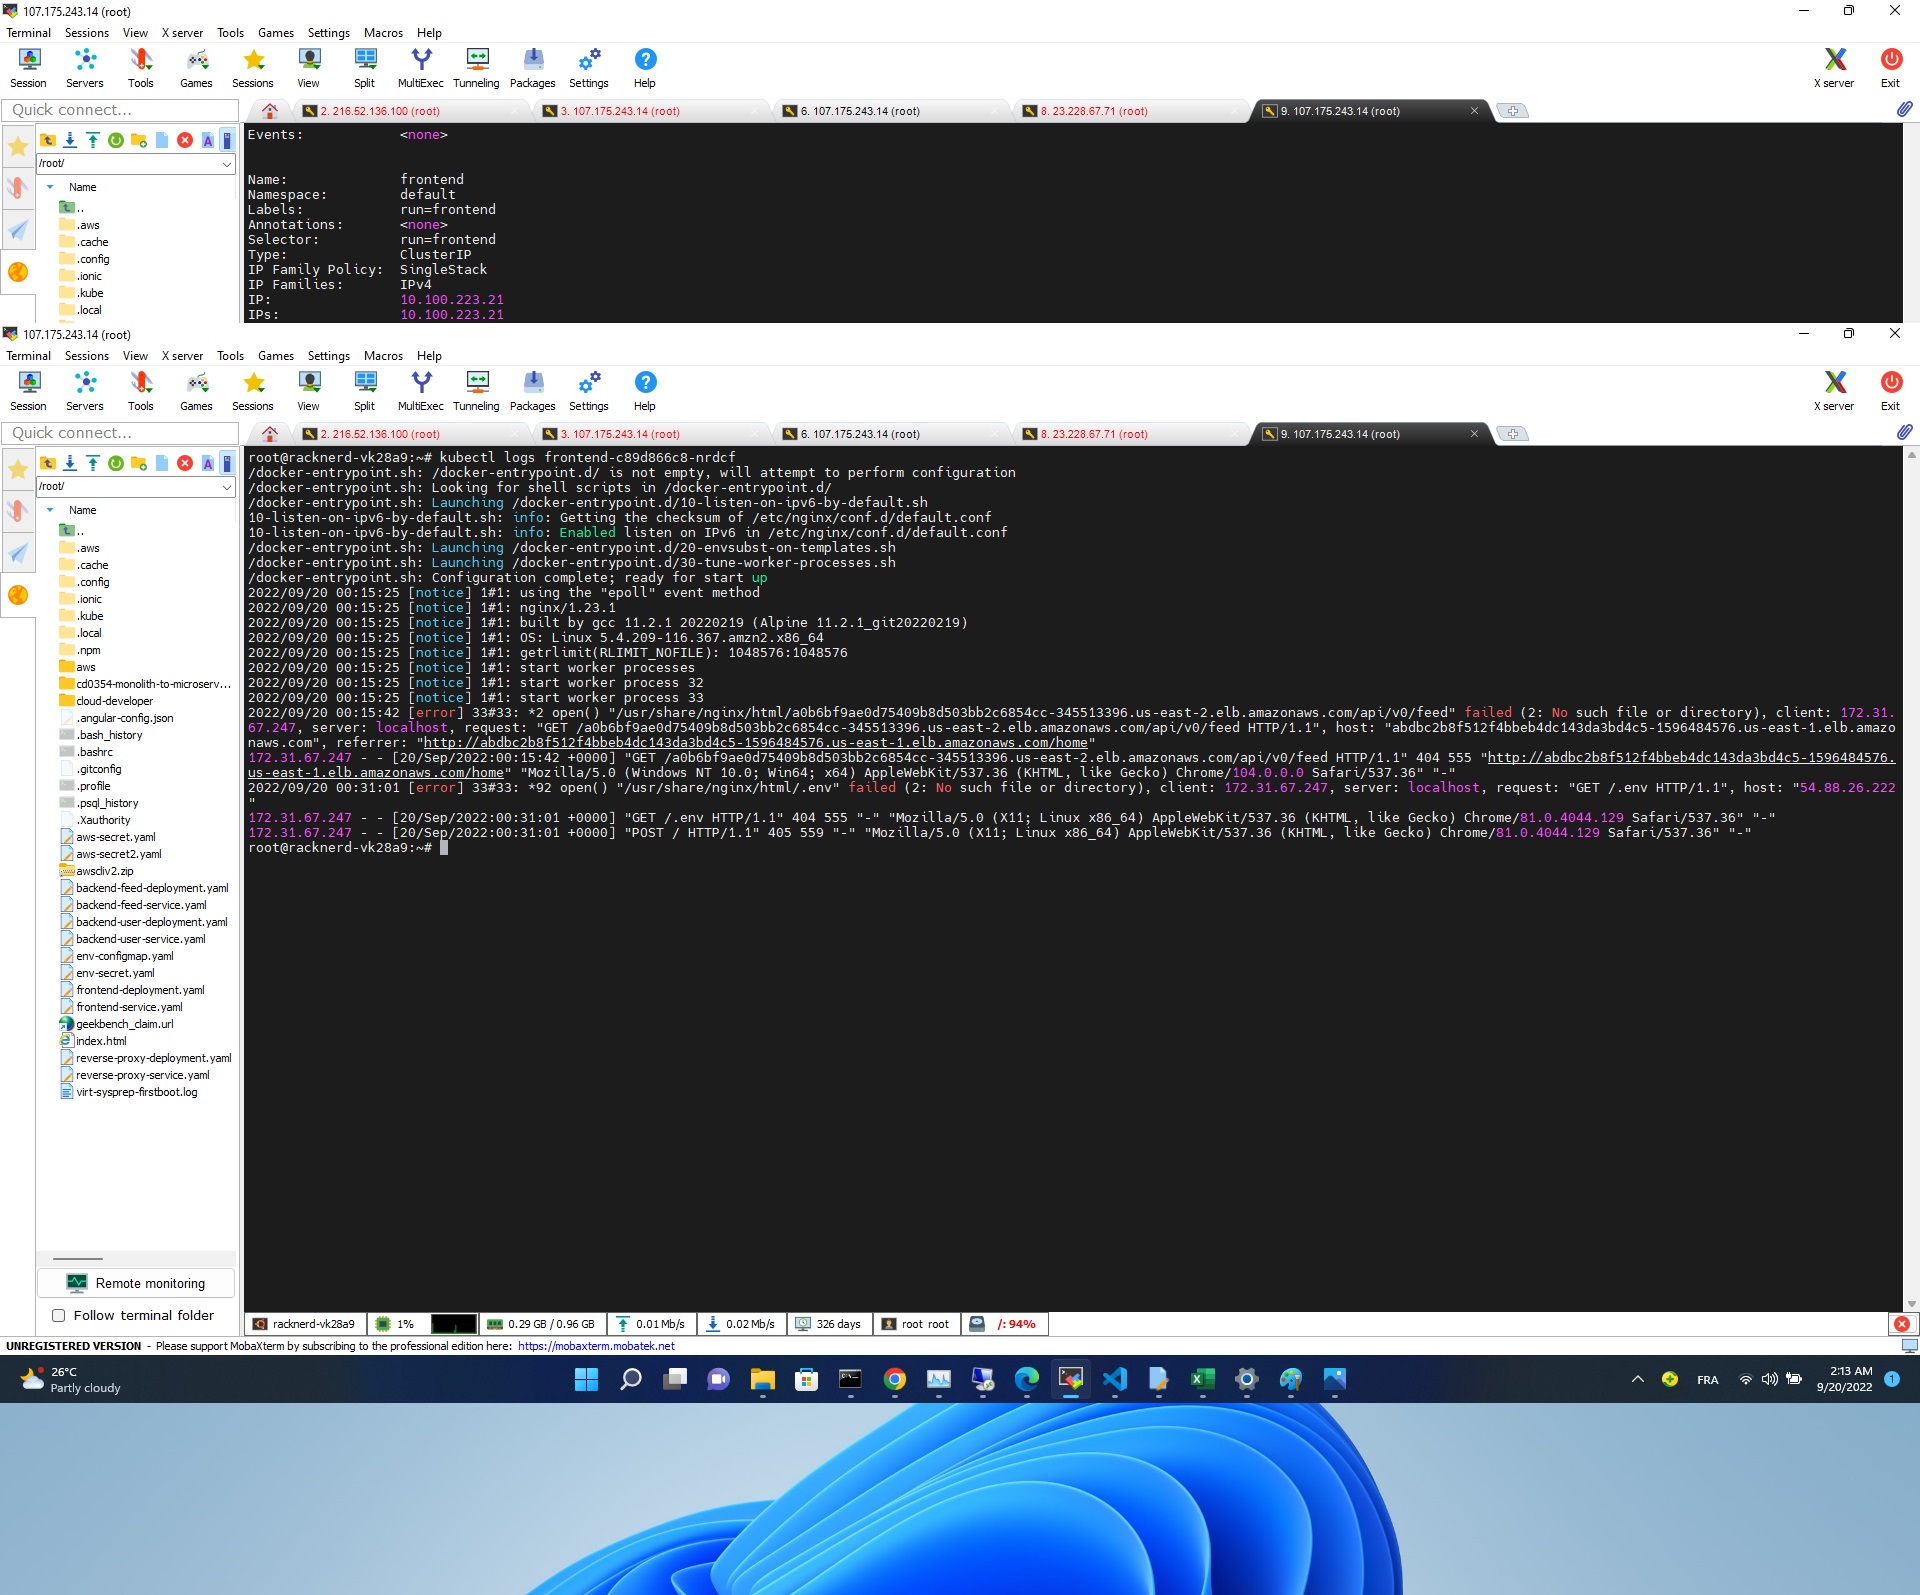 107.175.243.14 (root)
Terminal Sessions View X server Tools Games Settings Macros Help
Session Servers Tools Games Sessions View Split MultiExec Tunneling Packages Settings Help X server Exit
Quick connect...
2. 216.52.136.100 (root) 3. 107.175.243.14 (root) 6. 107.175.243.14 (root) 8. 23.228.67.71 (root) 9. 107.175.243.14 (root)
/root/
Name
..
.aws
.cache
.config
.ionic
.kube
.local
Events: <none>
Name: frontend
Namespace: default
Labels: run=frontend
Annotations: <none>
Selector: run=frontend
Type: ClusterIP
IP Family Policy: SingleStack
IP Families: IPv4
IP: 10.100.223.21
IPs: 10.100.223.21
107.175.243.14 (root)
Terminal Sessions View X server Tools Games Settings Macros Help
Session Servers Tools Games Sessions View Split MultiExec Tunneling Packages Settings Help X server Exit
Quick connect...
2. 216.52.136.100 (root) 3. 107.175.243.14 (root) 6. 107.175.243.14 (root) 8. 23.228.67.71 (root) 9. 107.175.243.14 (root)
/root/
Name
..
.aws
.cache
.config
.ionic
.kube
.local
.npm
aws
cd0354-monolith-to-microserv...
cloud-developer
.angular-config.json
.bash_history
.bashrc
.gitconfig
.profile
.psql_history
.Xauthority
aws-secret.yaml
aws-secret2.yaml
awscliv2.zip
backend-feed-deployment.yaml
backend-feed-service.yaml
backend-user-deployment.yaml
backend-user-service.yaml
env-configmap.yaml
env-secret.yaml
frontend-deployment.yaml
frontend-service.yaml
geekbench_claim.url
index.html
reverse-proxy-deployment.yaml
reverse-proxy-service.yaml
virt-sysprep-firstboot.log
Remote monitoring
Follow terminal folder
root@racknerd-vk28a9:~# kubectl logs frontend-c89d866c8-nrdcf
/docker-entrypoint.sh: /docker-entrypoint.d/ is not empty, will attempt to perform configuration
/docker-entrypoint.sh: Looking for shell scripts in /docker-entrypoint.d/
/docker-entrypoint.sh: Launching /docker-entrypoint.d/10-listen-on-ipv6-by-default.sh
10-listen-on-ipv6-by-default.sh: info: Getting the checksum of /etc/nginx/conf.d/default.conf
10-listen-on-ipv6-by-default.sh: info: Enabled listen on IPv6 in /etc/nginx/conf.d/default.conf
/docker-entrypoint.sh: Launching /docker-entrypoint.d/20-envsubst-on-templates.sh
/docker-entrypoint.sh: Launching /docker-entrypoint.d/30-tune-worker-processes.sh
/docker-entrypoint.sh: Configuration complete; ready for start up
2022/09/20 00:15:25 [notice] 1#1: using the "epoll" event method
2022/09/20 00:15:25 [notice] 1#1: nginx/1.23.1
2022/09/20 00:15:25 [notice] 1#1: built by gcc 11.2.1 20220219 (Alpine 11.2.1_git20220219)
2022/09/20 00:15:25 [notice] 1#1: OS: Linux 5.4.209-116.367.amzn2.x86_64
2022/09/20 00:15:25 [notice] 1#1: getrlimit(RLIMIT_NOFILE): 1048576:1048576
2022/09/20 00:15:25 [notice] 1#1: start worker processes
2022/09/20 00:15:25 [notice] 1#1: start worker process 32
2022/09/20 00:15:25 [notice] 1#1: start worker process 33
2022/09/20 00:15:42 [error] 33#33: *2 open() "/usr/share/nginx/html/a0b6bf9ae0d75409b8d503bb2c6854cc-345513396.us-east-2.elb.amazonaws.com/api/v0/feed" failed (2: No such file or directory), client: 172.31.
67.247, server: localhost, request: "GET /a0b6bf9ae0d75409b8d503bb2c6854cc-345513396.us-east-2.elb.amazonaws.com/api/v0/feed HTTP/1.1", host: "abdbc2b8f512f4bbeb4dc143da3bd4c5-1596484576.us-east-1.elb.amazo
naws.com", referrer: "http://abdbc2b8f512f4bbeb4dc143da3bd4c5-1596484576.us-east-1.elb.amazonaws.com/home"
172.31.67.247 - - [20/Sep/2022:00:15:42 +0000] "GET /a0b6bf9ae0d75409b8d503bb2c6854cc-345513396.us-east-2.elb.amazonaws.com/api/v0/feed HTTP/1.1" 404 555 "http://abdbc2b8f512f4bbeb4dc143da3bd4c5-1596484576.
us-east-1.elb.amazonaws.com/home" "Mozilla/5.0 (Windows NT 10.0; Win64; x64) AppleWebKit/537.36 (KHTML, like Gecko) Chrome/104.0.0.0 Safari/537.36" "-"
2022/09/20 00:31:01 [error] 33#33: *92 open() "/usr/share/nginx/html/.env" failed (2: No such file or directory), client: 172.31.67.247, server: localhost, request: "GET /.env HTTP/1.1", host: "54.88.26.222
"
172.31.67.247 - - [20/Sep/2022:00:31:01 +0000] "GET /.env HTTP/1.1" 404 555 "-" "Mozilla/5.0 (X11; Linux x86_64) AppleWebKit/537.36 (KHTML, like Gecko) Chrome/81.0.4044.129 Safari/537.36" "-"
172.31.67.247 - - [20/Sep/2022:00:31:01 +0000] "POST / HTTP/1.1" 405 559 "-" "Mozilla/5.0 (X11; Linux x86_64) AppleWebKit/537.36 (KHTML, like Gecko) Chrome/81.0.4044.129 Safari/537.36" "-"
root@racknerd-vk28a9:~#
racknerd-vk28a9 1% 0.29 GB / 0.96 GB 0.01 Mb/s 0.02 Mb/s 326 days root root /: 94%
UNREGISTERED VERSION - Please support MobaXterm by subscribing to the professional edition here: https://mobaxterm.mobatek.net
26°C
Partly cloudy
FRA
2:13 AM
9/20/2022
1